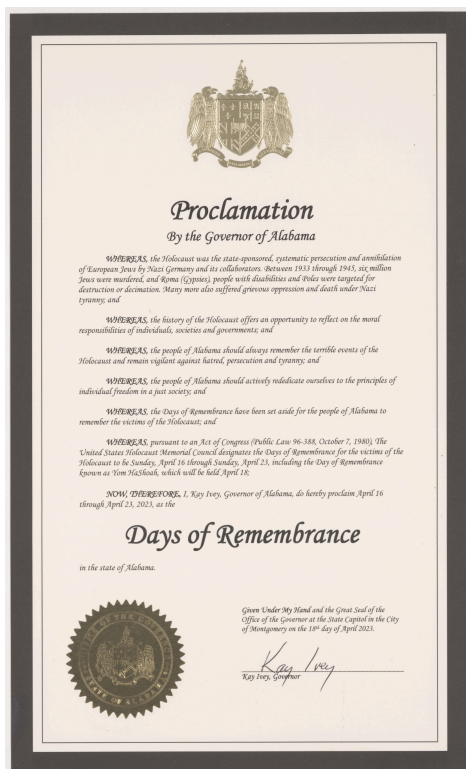 Proclamation
By the Governor of Alabama
WHEREAS, the Holocaust was the state-sponsored, systematic persecution and annihilation
of European Jews by Nazi Germany and its collaborators. Between 1933 through 1945, six million
Jews were murdered, and Roma (Gypsies), people with disabilities and Poles were targeted for
destruction or decimation. Many more also suffered grievous oppression and death under Nazi
tyranny; and
WHEREAS, the history of the Holocaust offers an opportunity to reflect on the moral
responsibilities of individuals, societies and governments; and
WHEREAS, the people of Alabama should always remember the terrible events of the
Holocaust and remain vigilant against hatred, persecution and tyranny; and
WHEREAS, the people of Alabama should actively rededicate ourselves to the principles of
individual freedom in a just society; and
WHEREAS, the Days of Remembrance have been set aside for the people of Alabama to
remember the victims of the Holocaust; and
WHEREAS, pursuant to an Act of Congress (Public Law 96-388, October 7, 1980), The
United States Holocaust Memorial Council designates the Days of Remembrance for the victims of the
Holocaust to be Sunday, April 16 through Sunday, April 23, including the Day of Remembrance
known as Yom HaShoah, which will be held April 18;
NOW, THEREFORE, I, Kay Ivey, Governor of Alabama, do hereby proclaim April 16
through April 23, 2023, as the
Days of Remembrance
in the state of Alabama.
Given Under My Hand and the Great Seal of the
Office of the Governor at the State Capitol in the City
of Montgomery on the 18th day of April 2023.
Kay Ivey
Kay Ivey, Governor